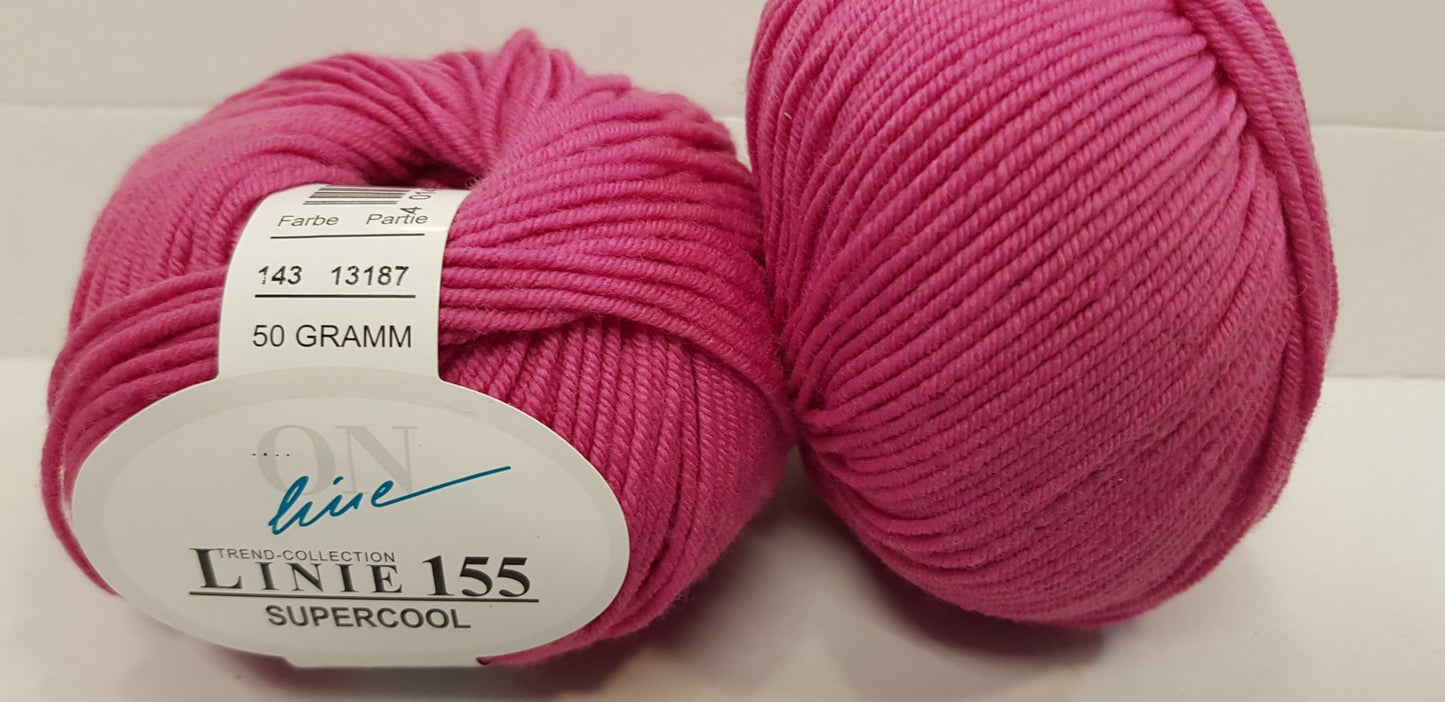 Farbe Partie
143 13187
50 GRAMM
ON
line
TREND-COLLECTION
LINIE 155
SUPERCOOL